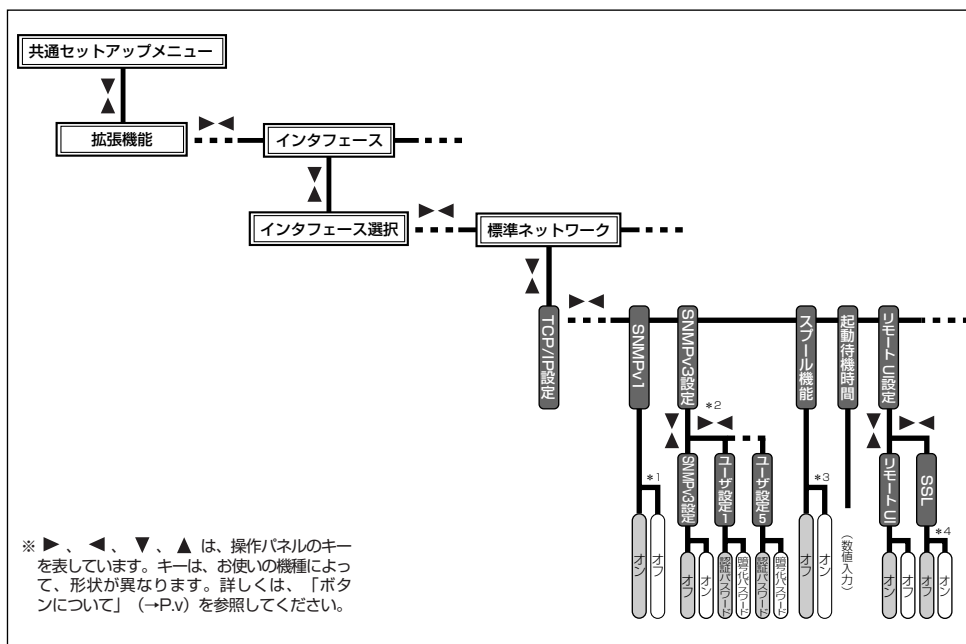 共通セットアップメニュー
▼
▲
拡張機能
▶◀
インタフェース
▼
▲
インタフェース選択
▶◀
標準ネットワーク
▼
▲
▶◀
TCP/IP設定
SNMPv1
SNMPv3設定
スプール機能
起動待機時間
リモート UI設定
*2
▼
▲
▶◀
▼
▲
▶◀
SNMPv3設定
ユーザ設定1
ユーザ設定5
リモート UI
SSL
*1
*3
*4
オン
オフ
オフ
オン
認証パスワード
暗号化パスワード
認証パスワード
暗号化パスワード
オフ
オン
(数値入力)
オン
オフ
オフ
オン
※ ▶ 、 ◀ 、 ▼ 、 ▲ は、操作パネルのキー
を表しています。キーは、お使いの機種によっ
て、形状が異なります。詳しくは、「ボタ
ンについて」（→P.v）を参照してください。